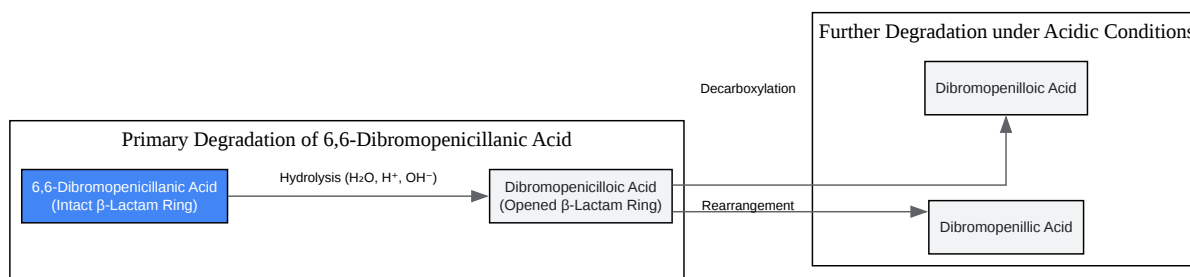 Further Degradation under Acidic Conditions
Decarboxylation
Dibromopenilloic Acid
Primary Degradation of 6,6-Dibromopenicillanic Acid
6,6-Dibromopenicillanic Acid
(Intact β-Lactam Ring)
Hydrolysis (H₂O, H⁺, OH⁻)
Dibromopenicilloic Acid
(Opened β-Lactam Ring)
Rearrangement
Dibromopenillic Acid